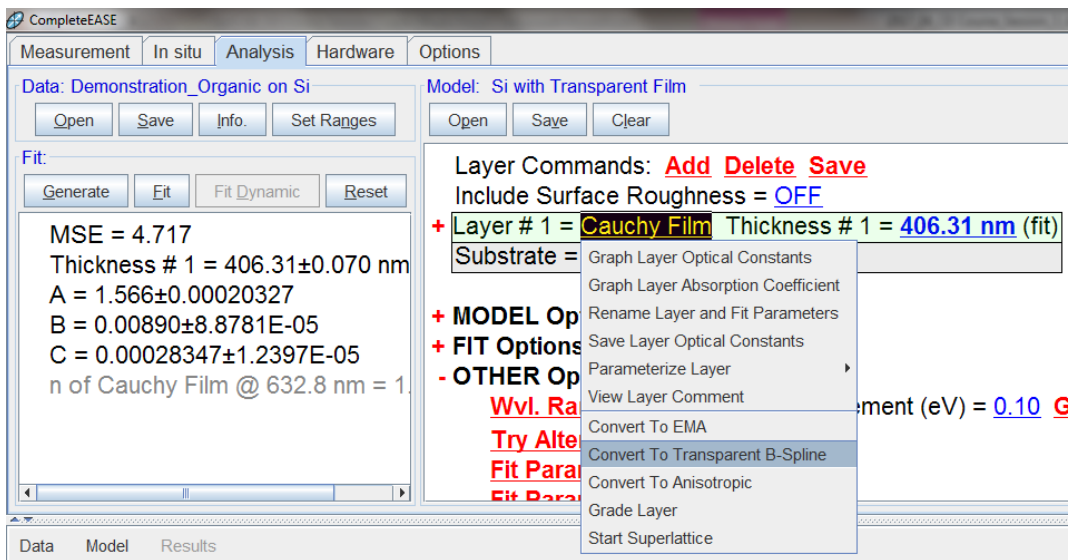 CompleteEASE
Measurement In situ Analysis Hardware Options
Data: Demonstration_Organic on Si
Open Save Info. Set Ranges
Fit:
Generate Fit Fit Dynamic Reset
MSE = 4.717
Thickness # 1 = 406.31±0.070 nm
A = 1.566±0.00020327
B = 0.00890±8.8781E-05
C = 0.00028347±1.2397E-05
n of Cauchy Film @ 632.8 nm = 1.
Model: Si with Transparent Film
Open Save Clear
Layer Commands: Add Delete Save
Include Surface Roughness = OFF
+ Layer # 1 = Cauchy Film Thickness # 1 = 406.31 nm (fit)
Substrate =
+ MODEL Op
+ FIT Options
- OTHER Op
Wvl. Ra ement (eV) = 0.10 G
Try Alte
Fit Para
Fit Para
Graph Layer Optical Constants
Graph Layer Absorption Coefficient
Rename Layer and Fit Parameters
Save Layer Optical Constants
Parameterize Layer
View Layer Comment
Convert To EMA
Convert To Transparent B-Spline
Convert To Anisotropic
Grade Layer
Start Superlattice
Data Model Results